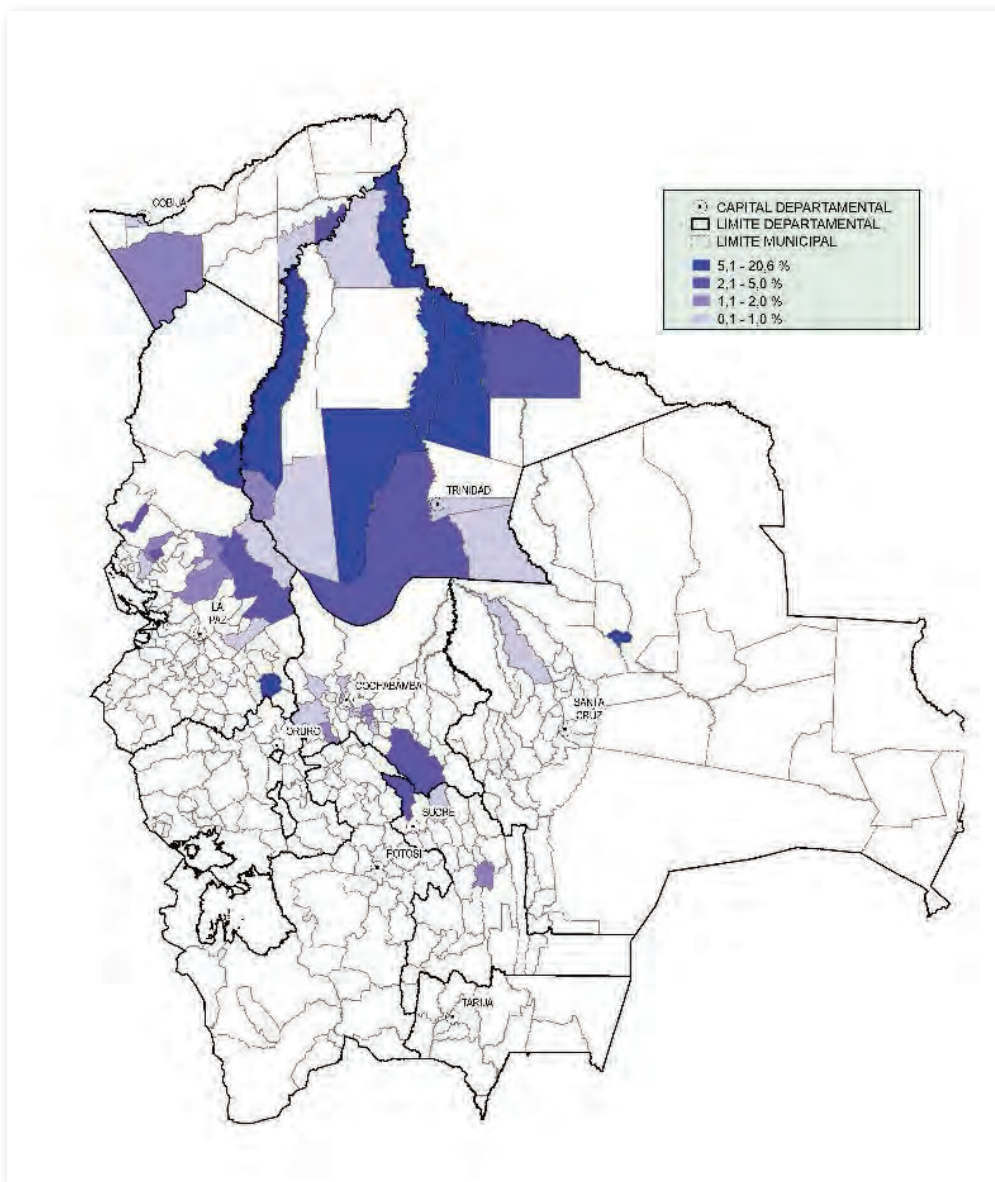 COBIJA
CAPITAL DEPARTAMENTAL
LIMITE DEPARTAMENTAL
LIMITE MUNICIPAL
5,1 - 20,6 %
2,1 - 5,0 %
1,1 - 2,0 %
0,1 - 1,0 %
TRINIDAD
LA
PAZ
COCHABAMBA
SANTA
CRUZ
ORURO
SUCRE
POTOSI
TARIJA